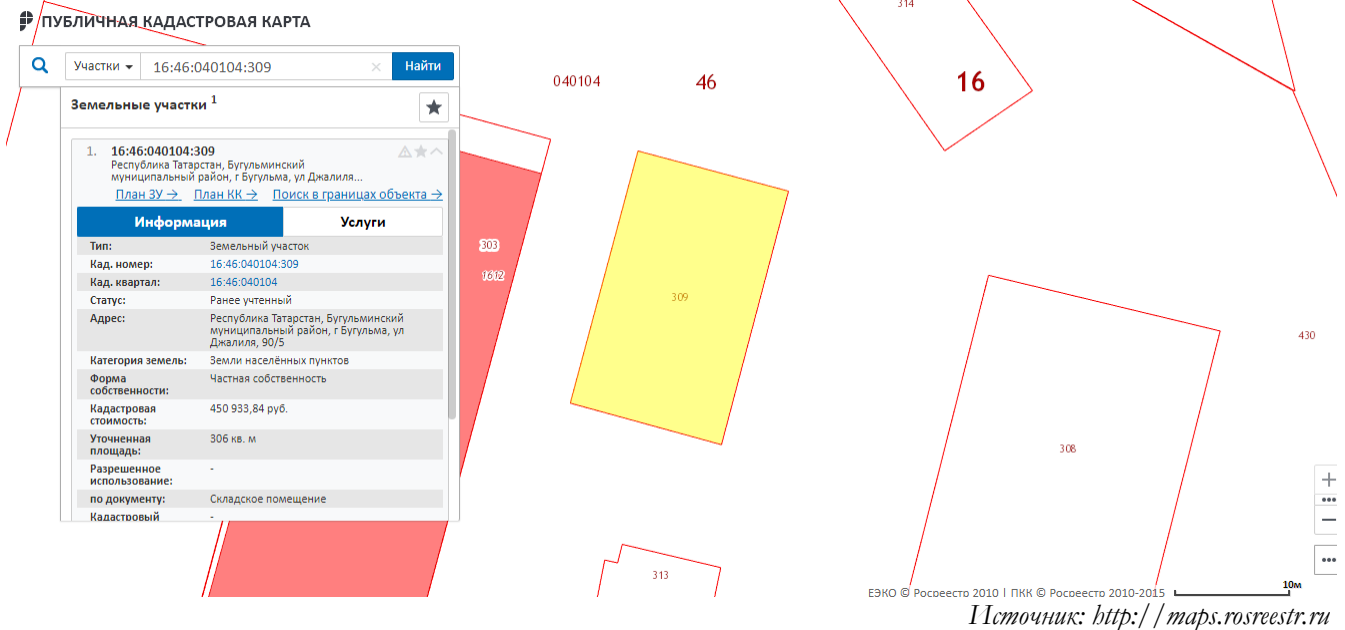 ПУБЛИЧНАЯ КАДАСТРОВАЯ КАРТА
Участки
16:46:040104:309
×
Найти
Земельные участки 1
1. 16:46:040104:309
Республика Татарстан, Бугульминский
муниципальный район, г Бугульма, ул Джалиля...
План ЗУ → План КК → Поиск в границах объекта →
Информация Услуги
Тип: Земельный участок
Кад. номер: 16:46:040104:309
Кад. квартал: 16:46:040104
Статус: Ранее учтенный
Адрес: Республика Татарстан, Бугульминский
муниципальный район, г Бугульма, ул
Джалиля, 90/5
Категория земель: Земли населённых пунктов
Форма Частная собственность
собственности:
Кадастровая 450 933,84 руб.
стоимость:
Уточненная 306 кв. м
площадь:
Разрешенное -
использование:
по документу: Складское помещение
Кадастровый -
314
040104 46 16
303
1612
309
430
308
313
10м
ЕЭКО © Росреестр 2010 | ПКК © Росреестр 2010-2015
Источник: http://maps.rosreestr.ru